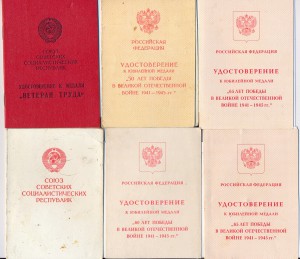 СОЮЗ
СОВЕТСКИХ
СОЦИАЛИСТИЧЕСКИХ
РЕСПУБЛИК
УДОСТОВЕРЕНИЕ К МЕДАЛИ
"ВЕТЕРАН ТРУДА"
РОССИЙСКАЯ
ФЕДЕРАЦИЯ
УДОСТОВЕРЕНИЕ
К ЮБИЛЕЙНОЙ МЕДАЛИ
"50 ЛЕТ ПОБЕДЫ
В ВЕЛИКОЙ ОТЕЧЕСТВЕННОЙ
ВОЙНЕ 1941–1945 гг."
РОССИЙСКАЯ ФЕДЕРАЦИЯ
УДОСТОВЕРЕНИЕ
К ЮБИЛЕЙНОЙ МЕДАЛИ
ЛЕТ ПОБЕДЫ
В ВЕЛИКОЙ ОТЕЧЕСТВЕННОЙ
ВОЙНЕ 1941–1945 гг."
СОЮЗ
СОВЕТСКИХ
СОЦИАЛИСТИЧЕСКИХ
РЕСПУБЛИК
РОССИЙСКАЯ ФЕДЕРАЦИЯ
УДОСТОВЕРЕНИЕ
К ЮБИЛЕЙНОЙ МЕДАЛИ
"60 ЛЕТ ПОБЕДЫ
В ВЕЛИКОЙ ОТЕЧЕСТВЕННОЙ
ВОЙНЕ 1941–1945 гг."
РОССИЙСКАЯ ФЕДЕРАЦИЯ
УДОСТОВЕРЕНИЕ
К ЮБИЛЕЙНОЙ МЕДАЛИ
"65 ЛЕТ ПОБЕДЫ
В ВЕЛИКОЙ ОТЕЧЕСТВЕННОЙ
ВОЙНЕ 1941–1945 гг."